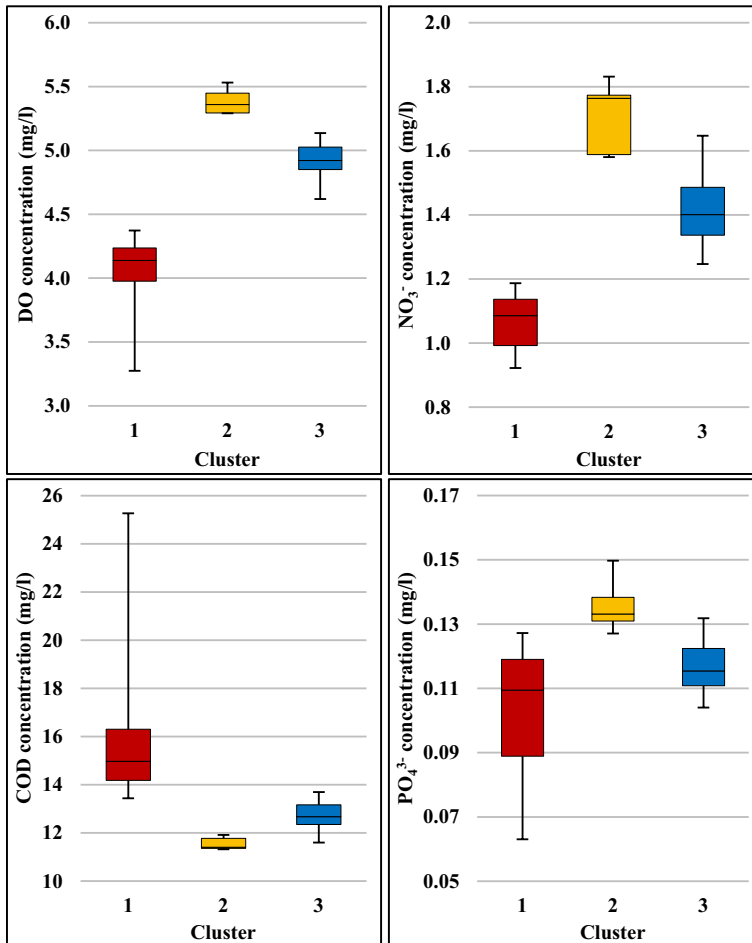 DO concentration (mg/l)
6.0
5.5
5.0
4.5
4.0
3.5
3.0
1 2 3
Cluster
NO₃⁻ concentration (mg/l)
2.0
1.8
1.6
1.4
1.2
1.0
0.8
1 2 3
Cluster
COD concentration (mg/l)
26
24
22
20
18
16
14
12
10
1 2 3
Cluster
PO₄³⁻ concentration (mg/l)
0.17
0.15
0.13
0.11
0.09
0.07
0.05
1 2 3
Cluster